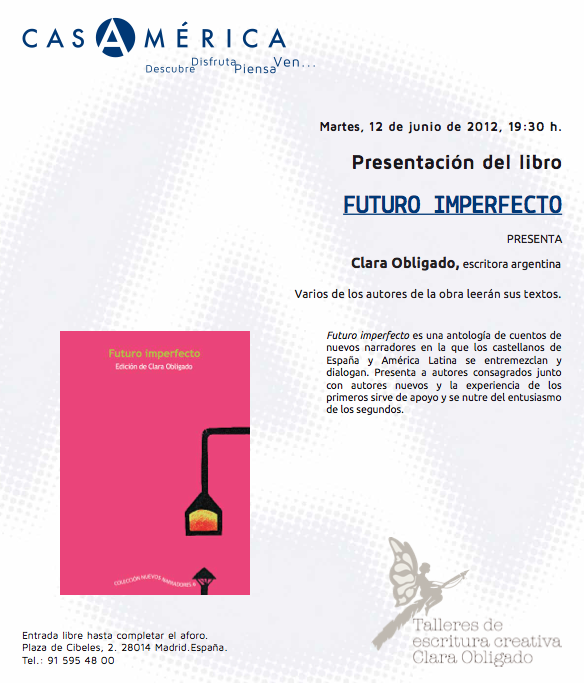 CASAMÉRICA
Descubre Disfruta Piensa Ven...
Martes, 12 de junio de 2012, 19:30 h.
Presentación del libro
FUTURO IMPERFECTO
PRESENTA
Clara Obligado, escritora argentina
Varios de los autores de la obra leerán sus textos.
Futuro imperfecto es una antología de cuentos de
nuevos narradores en la que los castellanos de
España y América Latina se entremezclan y
dialogan. Presenta a autores consagrados junto
con autores nuevos y la experiencia de los
primeros sirve de apoyo y se nutre del entusiasmo
de los segundos.
Futuro imperfecto
Edición de Clara Obligado
COLECCIÓN NUEVOS NARRADORES
Talleres de
escritura creativa
Clara Obligado
Entrada libre hasta completar el aforo.
Plaza de Cibeles, 2. 28014 Madrid.España.
Tel.: 91 595 48 00